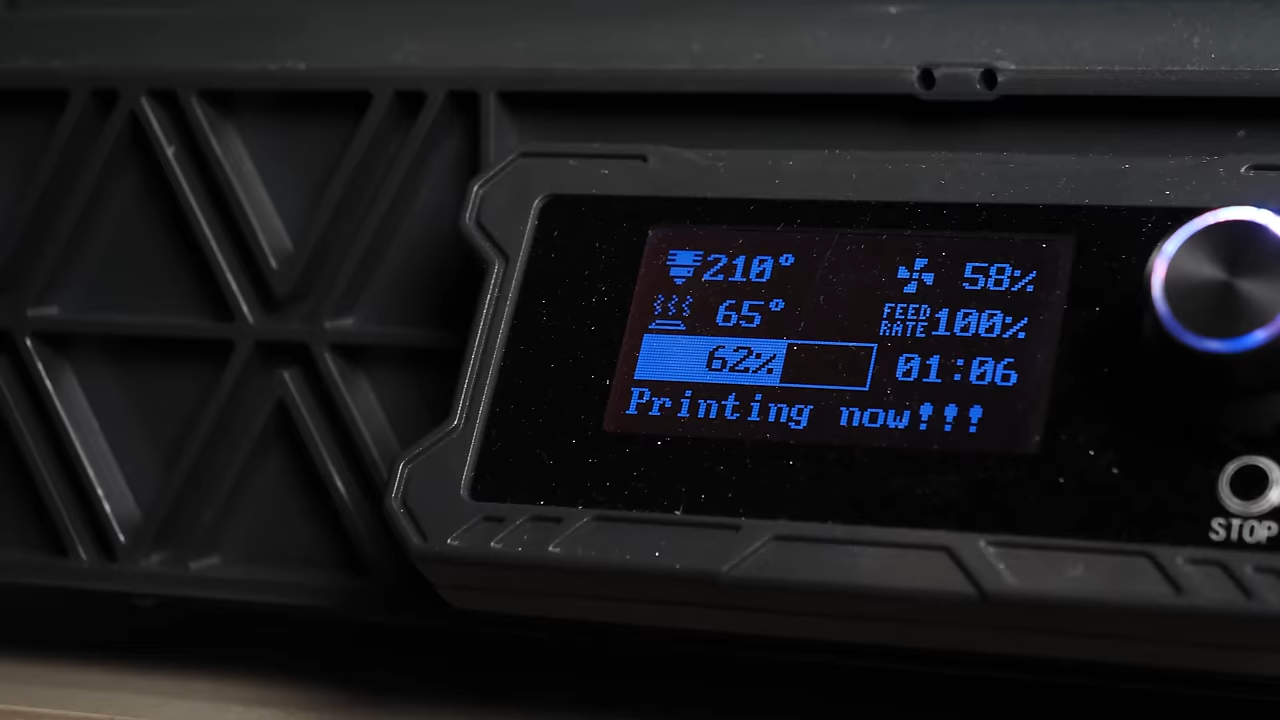 210° 58%
65° FEED RATE 100%
62% 01:06
Printing now!!!
STOP